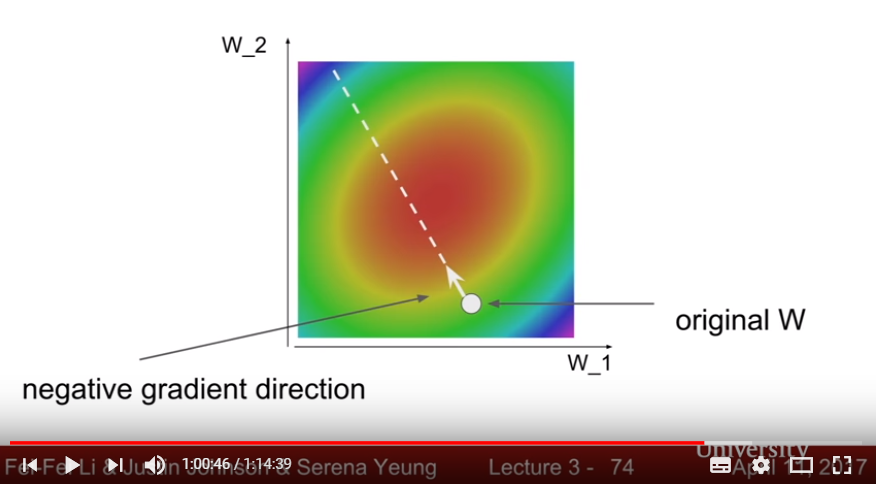 W_2
original W
W_1
negative gradient direction
University
1:00:46 / 1:14:39
Fei-Fei Li & Justin Johnson & Serena Yeung Lecture 3 - 74 April 11, 2017